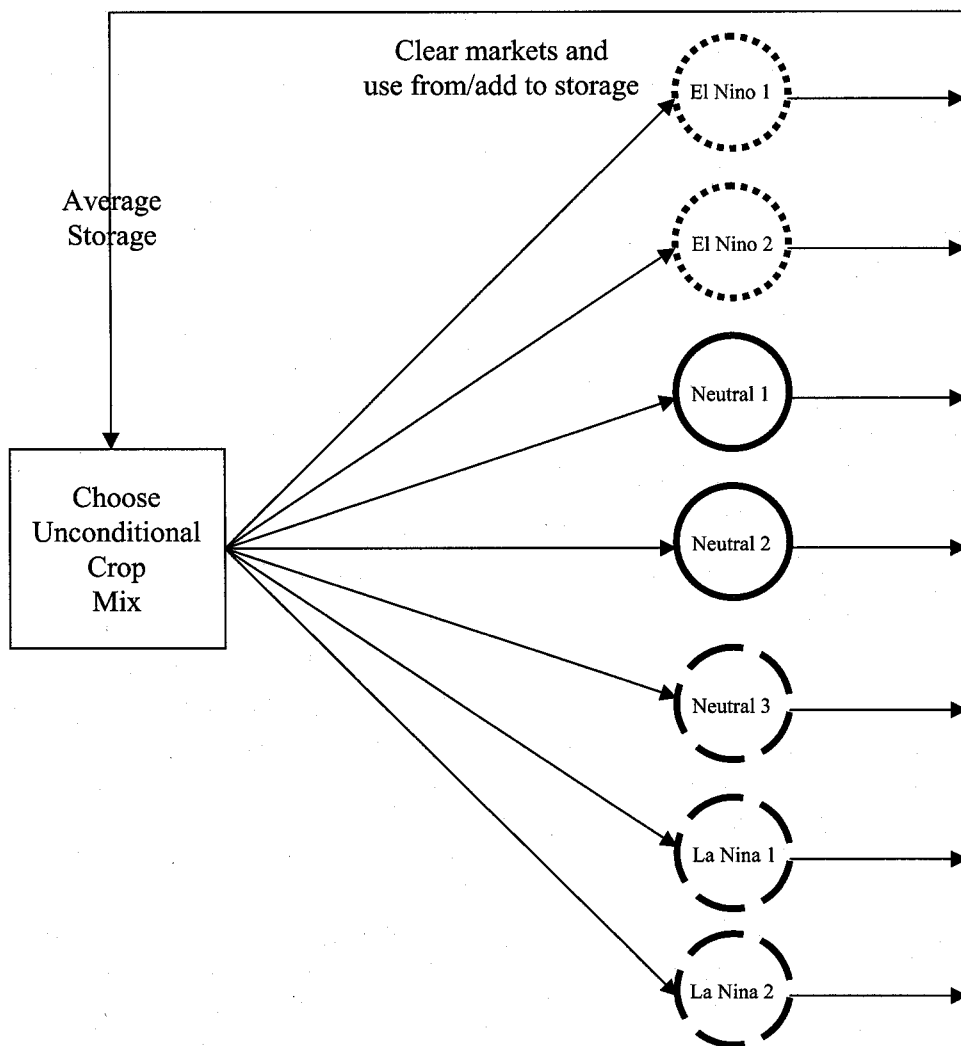 Clear markets and
use from/add to storage
El Nino 1
El Nino 2
Average
Storage
Neutral 1
Choose
Unconditional
Crop
Mix
Neutral 2
Neutral 3
La Nina 1
La Nina 2